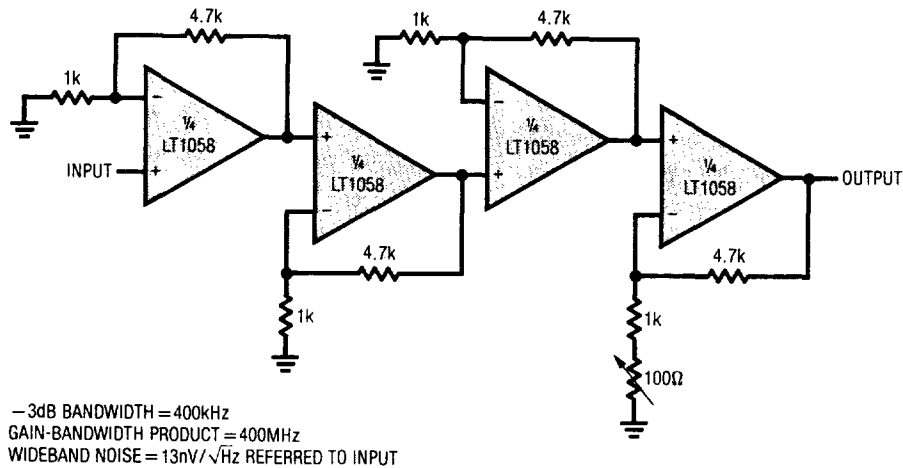 4.7k
1k
4.7k
1k
¼
LT1058
INPUT
¼
LT1058
¼
LT1058
¼
LT1058
OUTPUT
4.7k
4.7k
1k
1k
100Ω
−3dB BANDWIDTH = 400kHz
GAIN-BANDWIDTH PRODUCT = 400MHz
WIDEBAND NOISE = 13nV/√Hz REFERRED TO INPUT